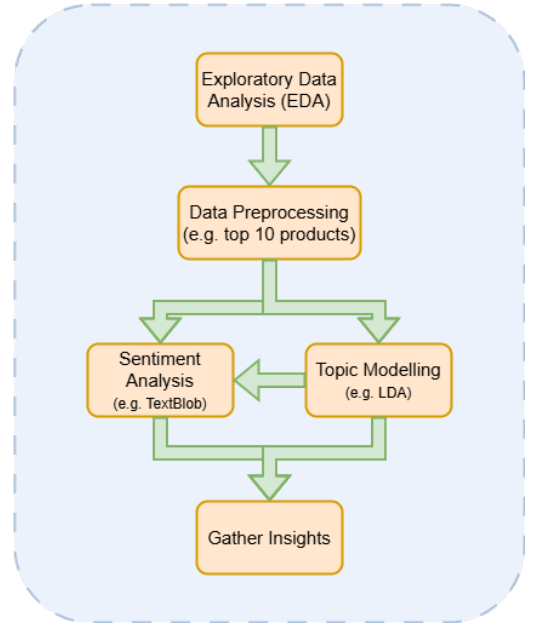 Exploratory Data
Analysis (EDA)
Data Preprocessing
(e.g. top 10 products)
Sentiment
Analysis
(e.g. TextBlob)
Topic Modelling
(e.g. LDA)
Gather Insights